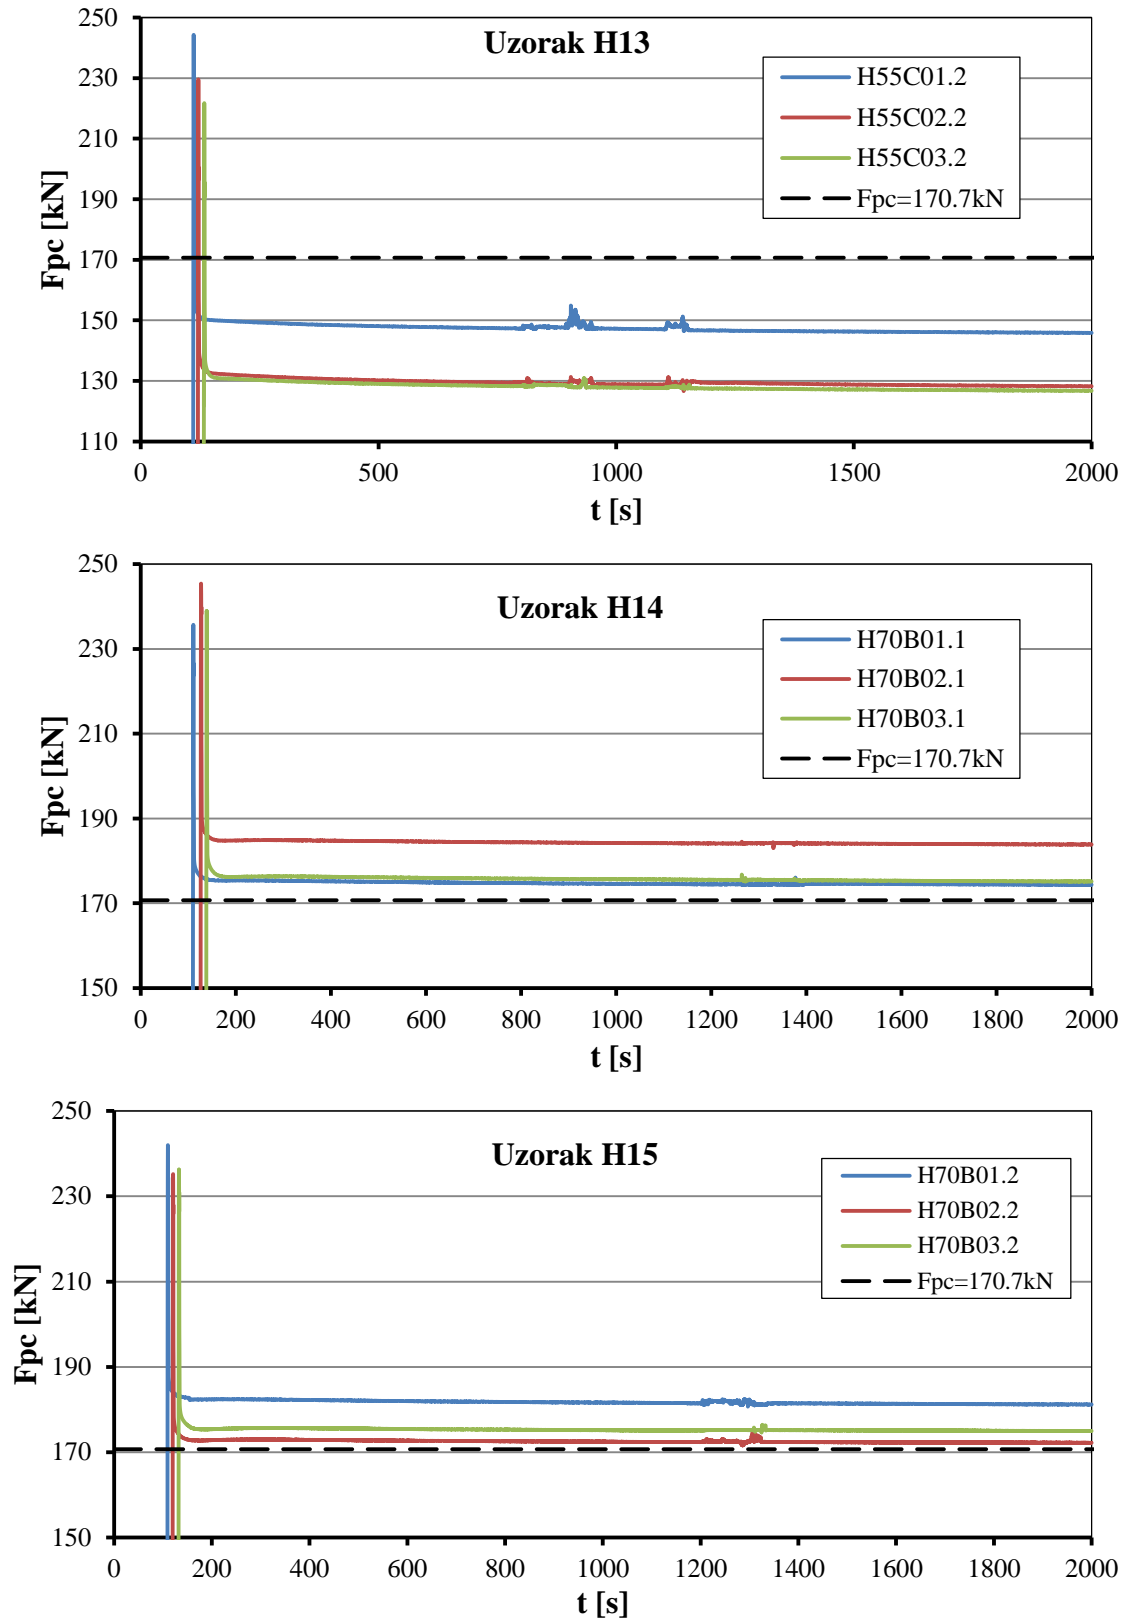 Uzorak H13
Fpc [kN]
250
230
210
190
170
150
130
110
H55C01.2
H55C02.2
H55C03.2
Fpc=170.7kN
0 500 1000 1500 2000
t [s]
Uzorak H14
Fpc [kN]
250
230
210
190
170
150
H70B01.1
H70B02.1
H70B03.1
Fpc=170.7kN
0 200 400 600 800 1000 1200 1400 1600 1800 2000
t [s]
Uzorak H15
Fpc [kN]
250
230
210
190
170
150
H70B01.2
H70B02.2
H70B03.2
Fpc=170.7kN
0 200 400 600 800 1000 1200 1400 1600 1800 2000
t [s]